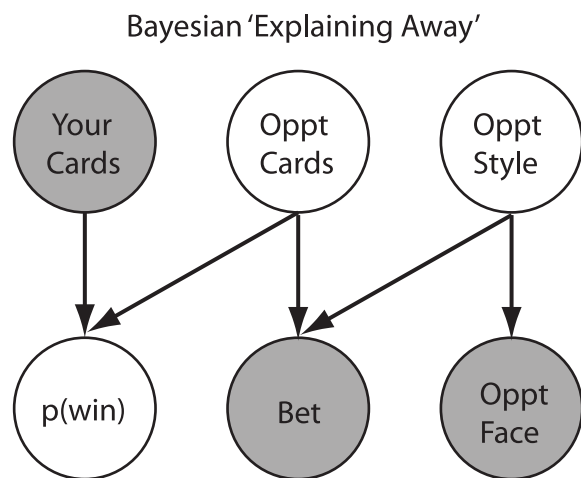 Bayesian ‘Explaining Away’
Your
Cards
Oppt
Cards
Oppt
Style
p(win)
Bet
Oppt
Face